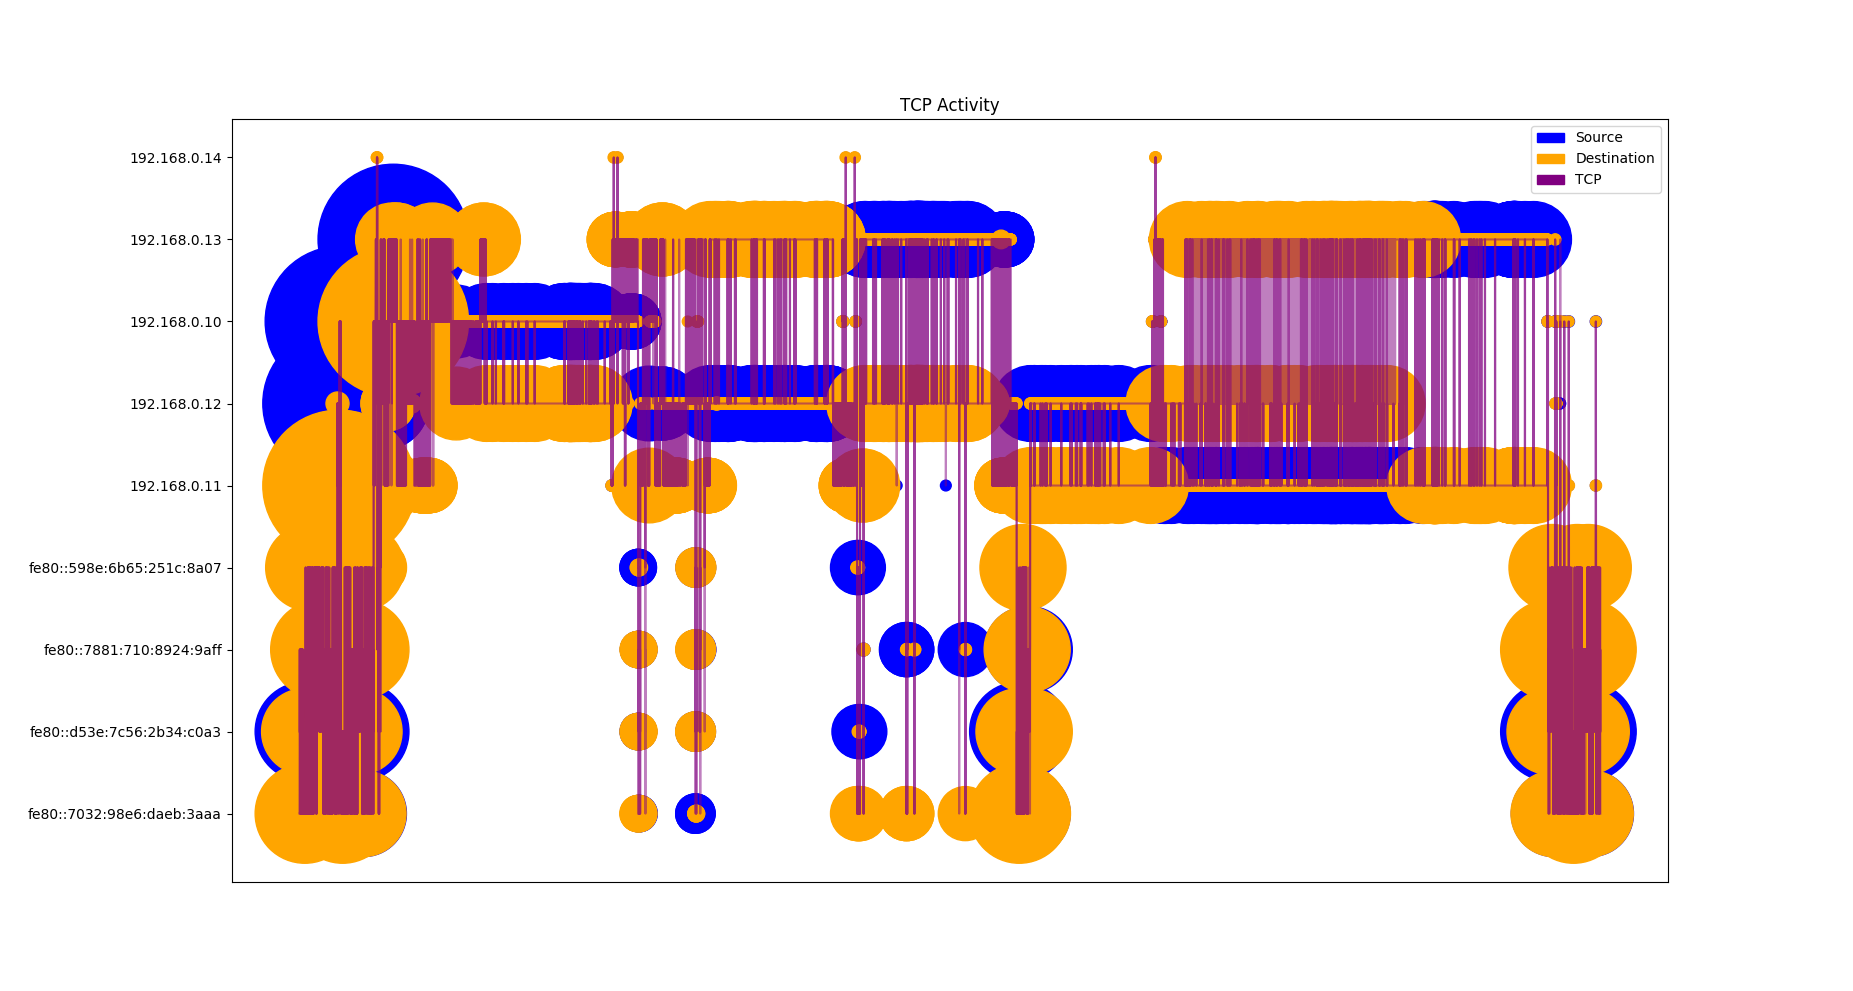 TCP Activity
Source
Destination
TCP
192.168.0.14
192.168.0.13
192.168.0.10
192.168.0.12
192.168.0.11
fe80::598e:6b65:251c:8a07
fe80::7881:710:8924:9aff
fe80::d53e:7c56:2b34:c0a3
fe80::7032:98e6:daeb:3aaa